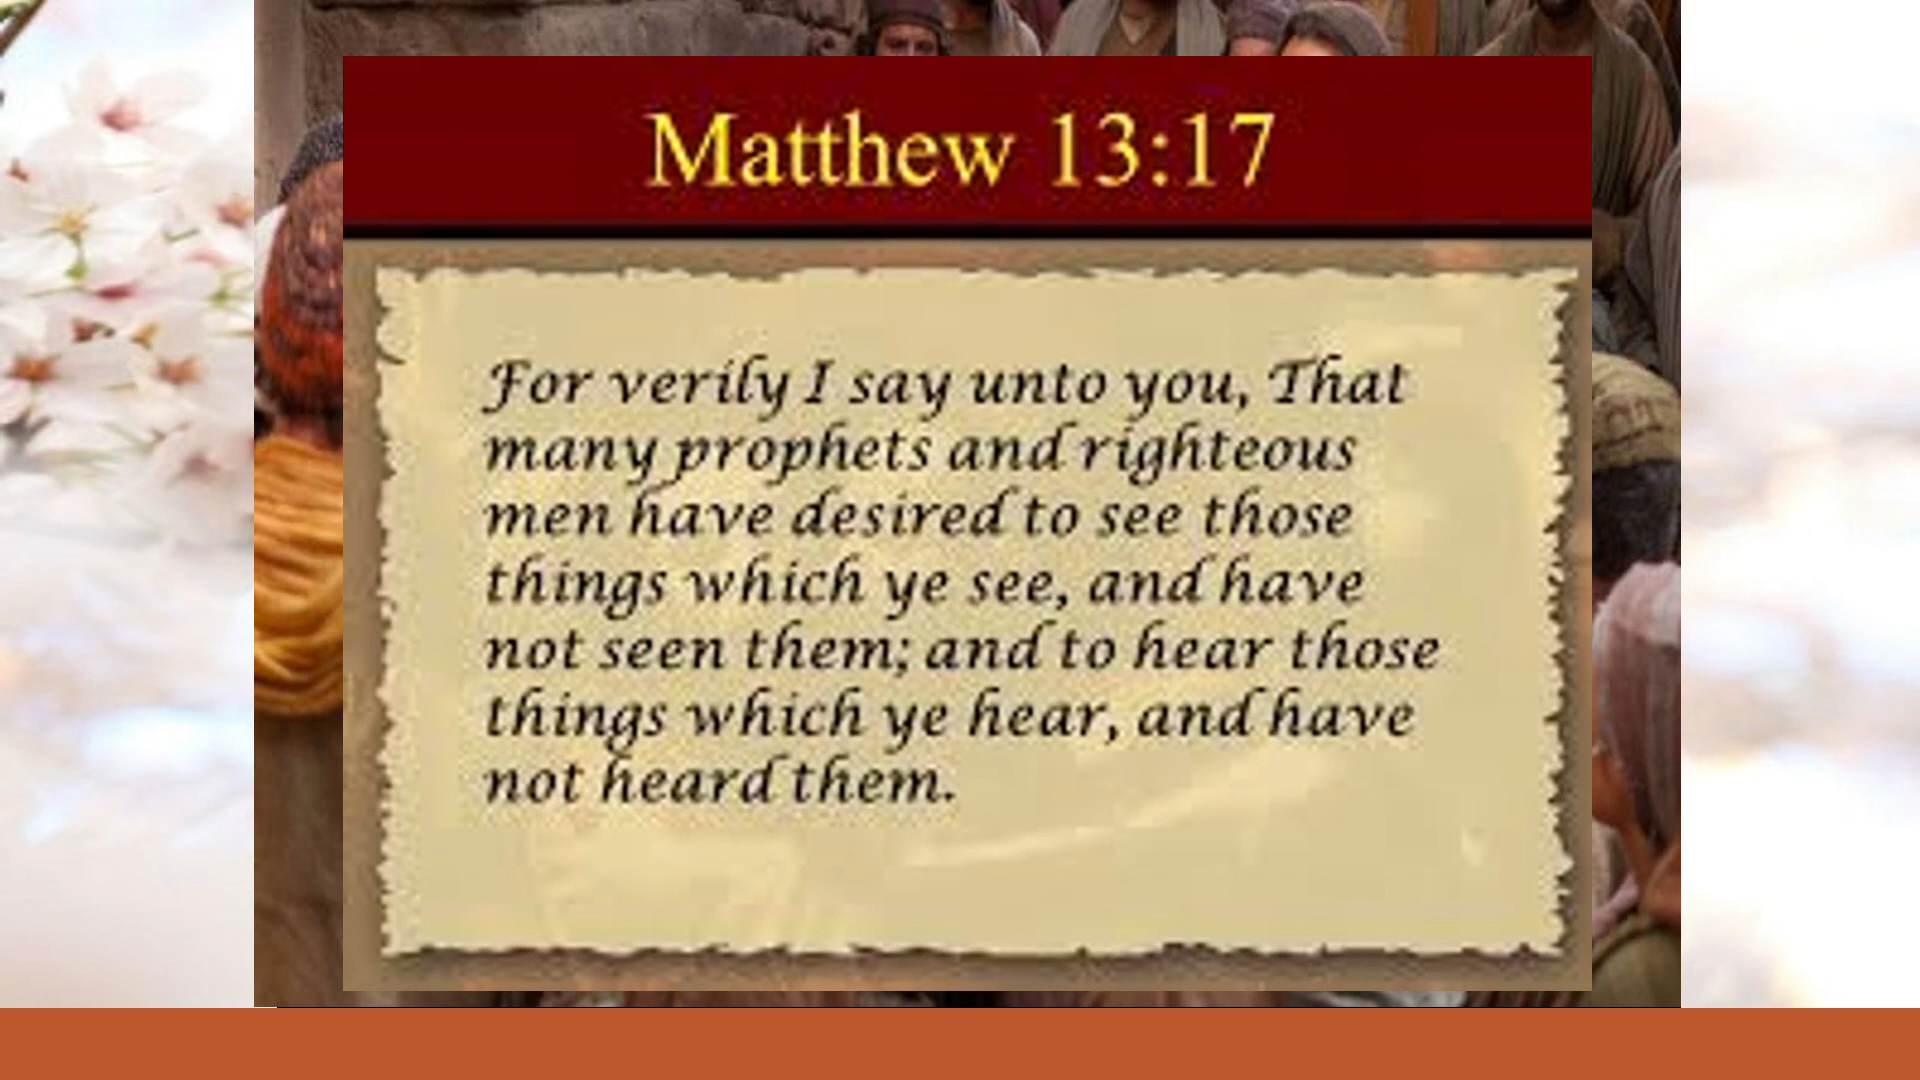 Matthew 13:17
For verily I say unto you, That
many prophets and righteous
men have desired to see those
things which ye see, and have
not seen them; and to hear those
things which ye hear, and have
not heard them.